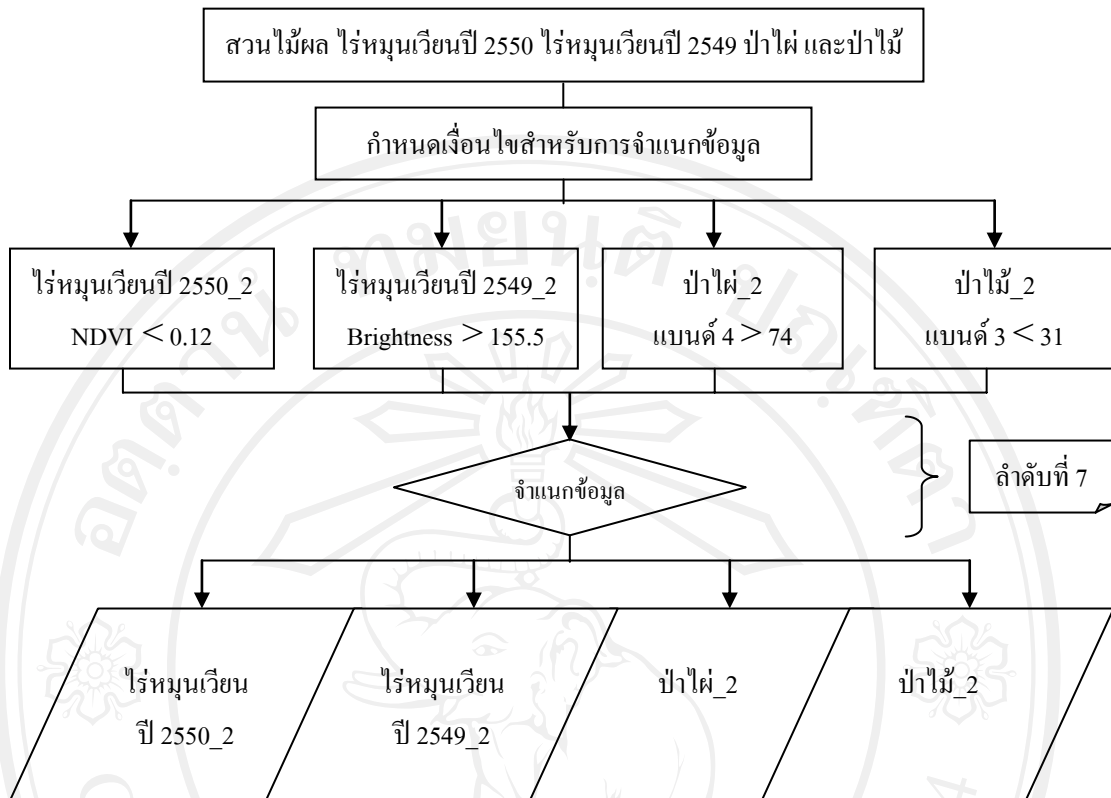 สวนไม้ผล ไร่หมุนเวียนปี 2550 ไร่หมุนเวียนปี 2549 ป่าไผ่ และป่าไม้
กำหนดเงื่อนไขสำหรับการจำแนกข้อมูล
ไร่หมุนเวียนปี 2550_2
NDVI < 0.12
ไร่หมุนเวียนปี 2549_2
Brightness > 155.5
ป่าไผ่_2
แบนด์ 4 > 74
ป่าไม้_2
แบนด์ 3 < 31
จำแนกข้อมูล
ลำดับที่ 7
ไร่หมุนเวียน
ปี 2550_2
ไร่หมุนเวียน
ปี 2549_2
ป่าไผ่_2
ป่าไม้_2